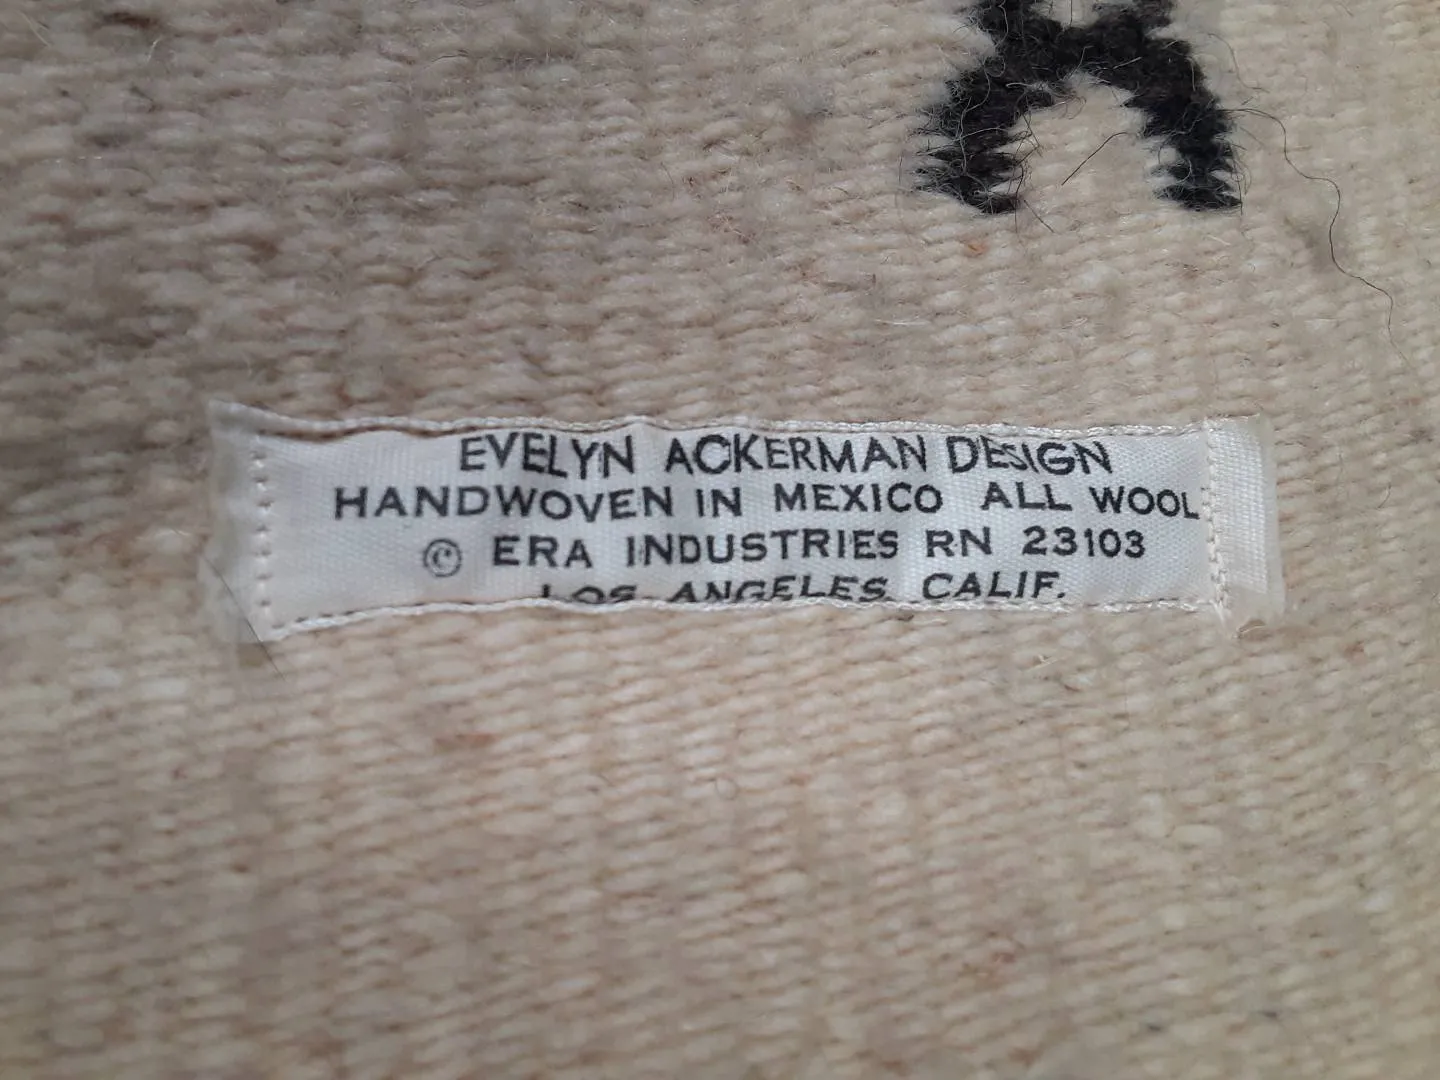 EVELYN ACKERMAN DESIGN
HANDWOVEN IN MEXICO ALL WOOL
© ERA INDUSTRIES RN 23103
LOS ANGELES CALIF.